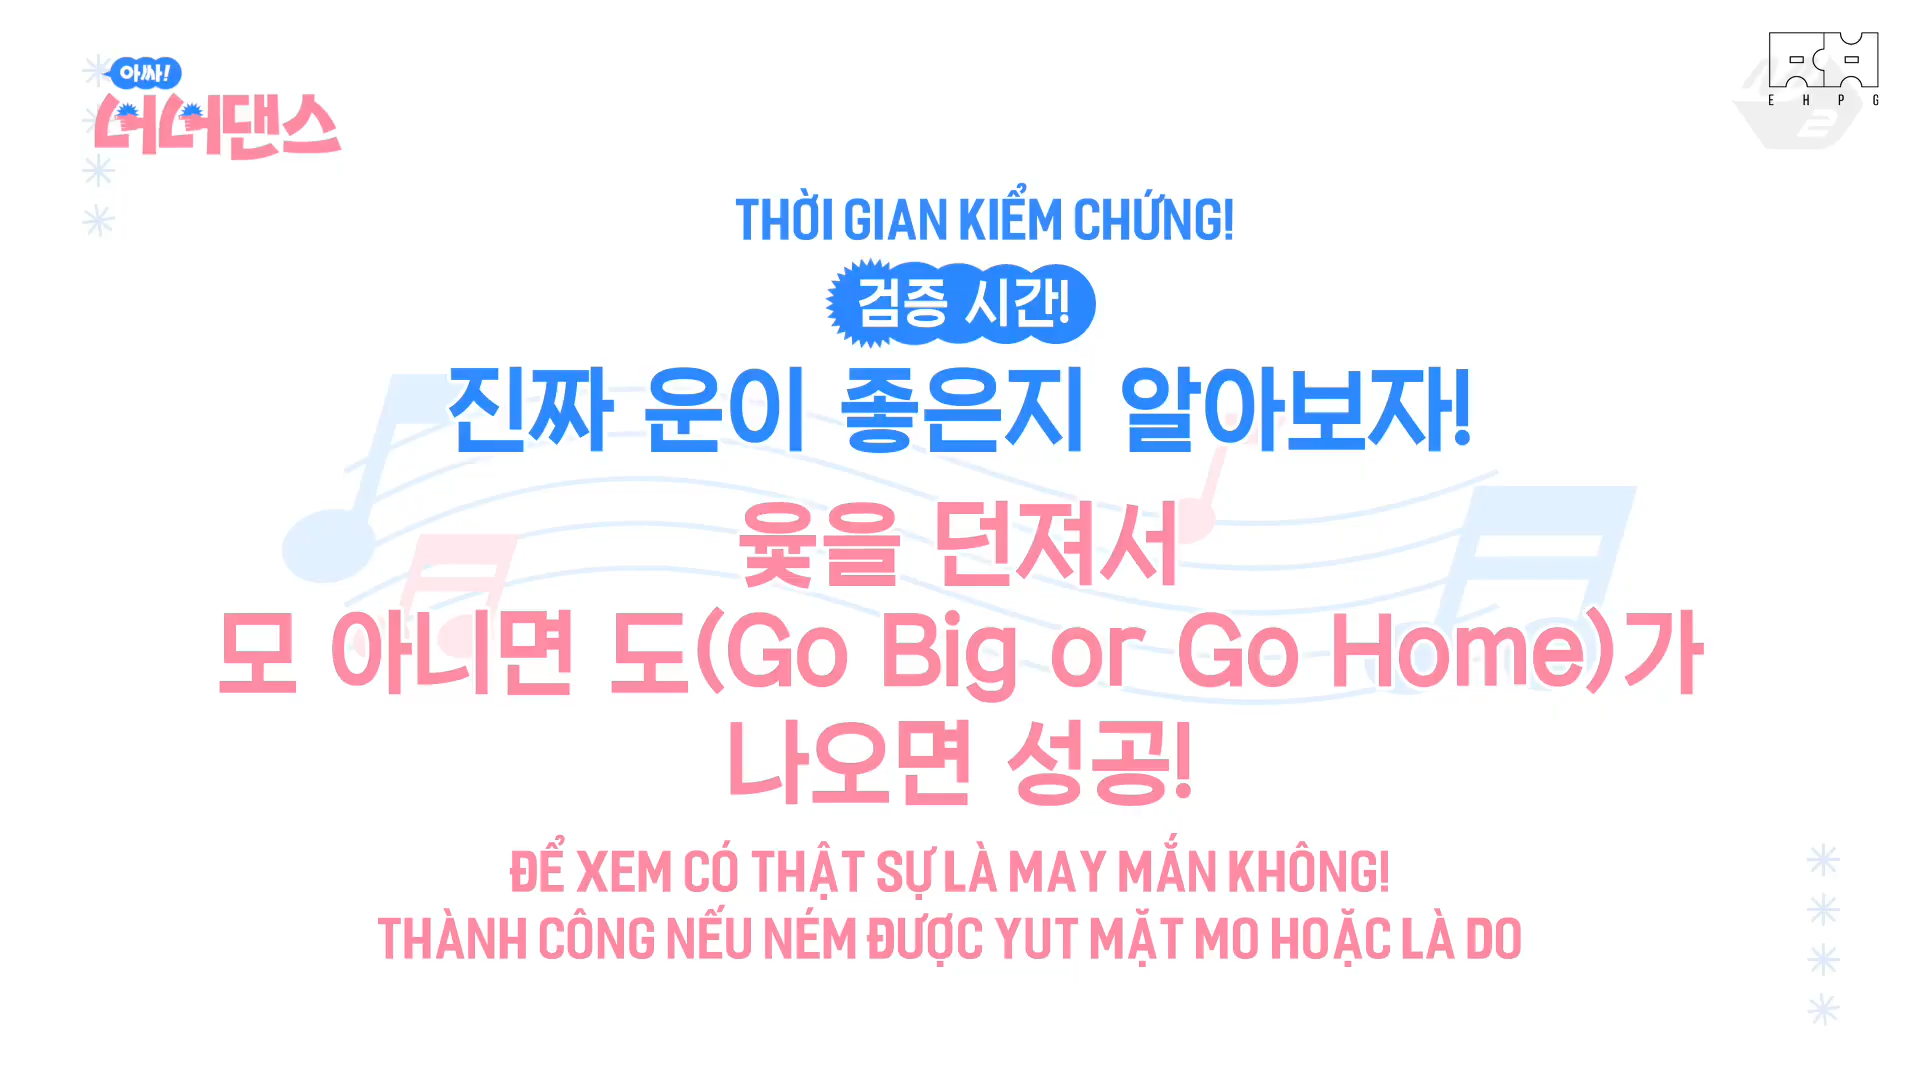 아싸!
너너댄스
EHPG
2
THỜI GIAN KIỂM CHỨNG!
검증 시간!
진짜 운이 좋은지 알아보자!
윷을 던져서
모 아니면 도(Go Big or Go Home)가
나오면 성공!
ĐỂ XEM CÓ THẬT SỰ LÀ MAY MẮN KHÔNG!
THÀNH CÔNG NẾU NÉM ĐƯỢC YUT MẶT MO HOẶC LÀ DO